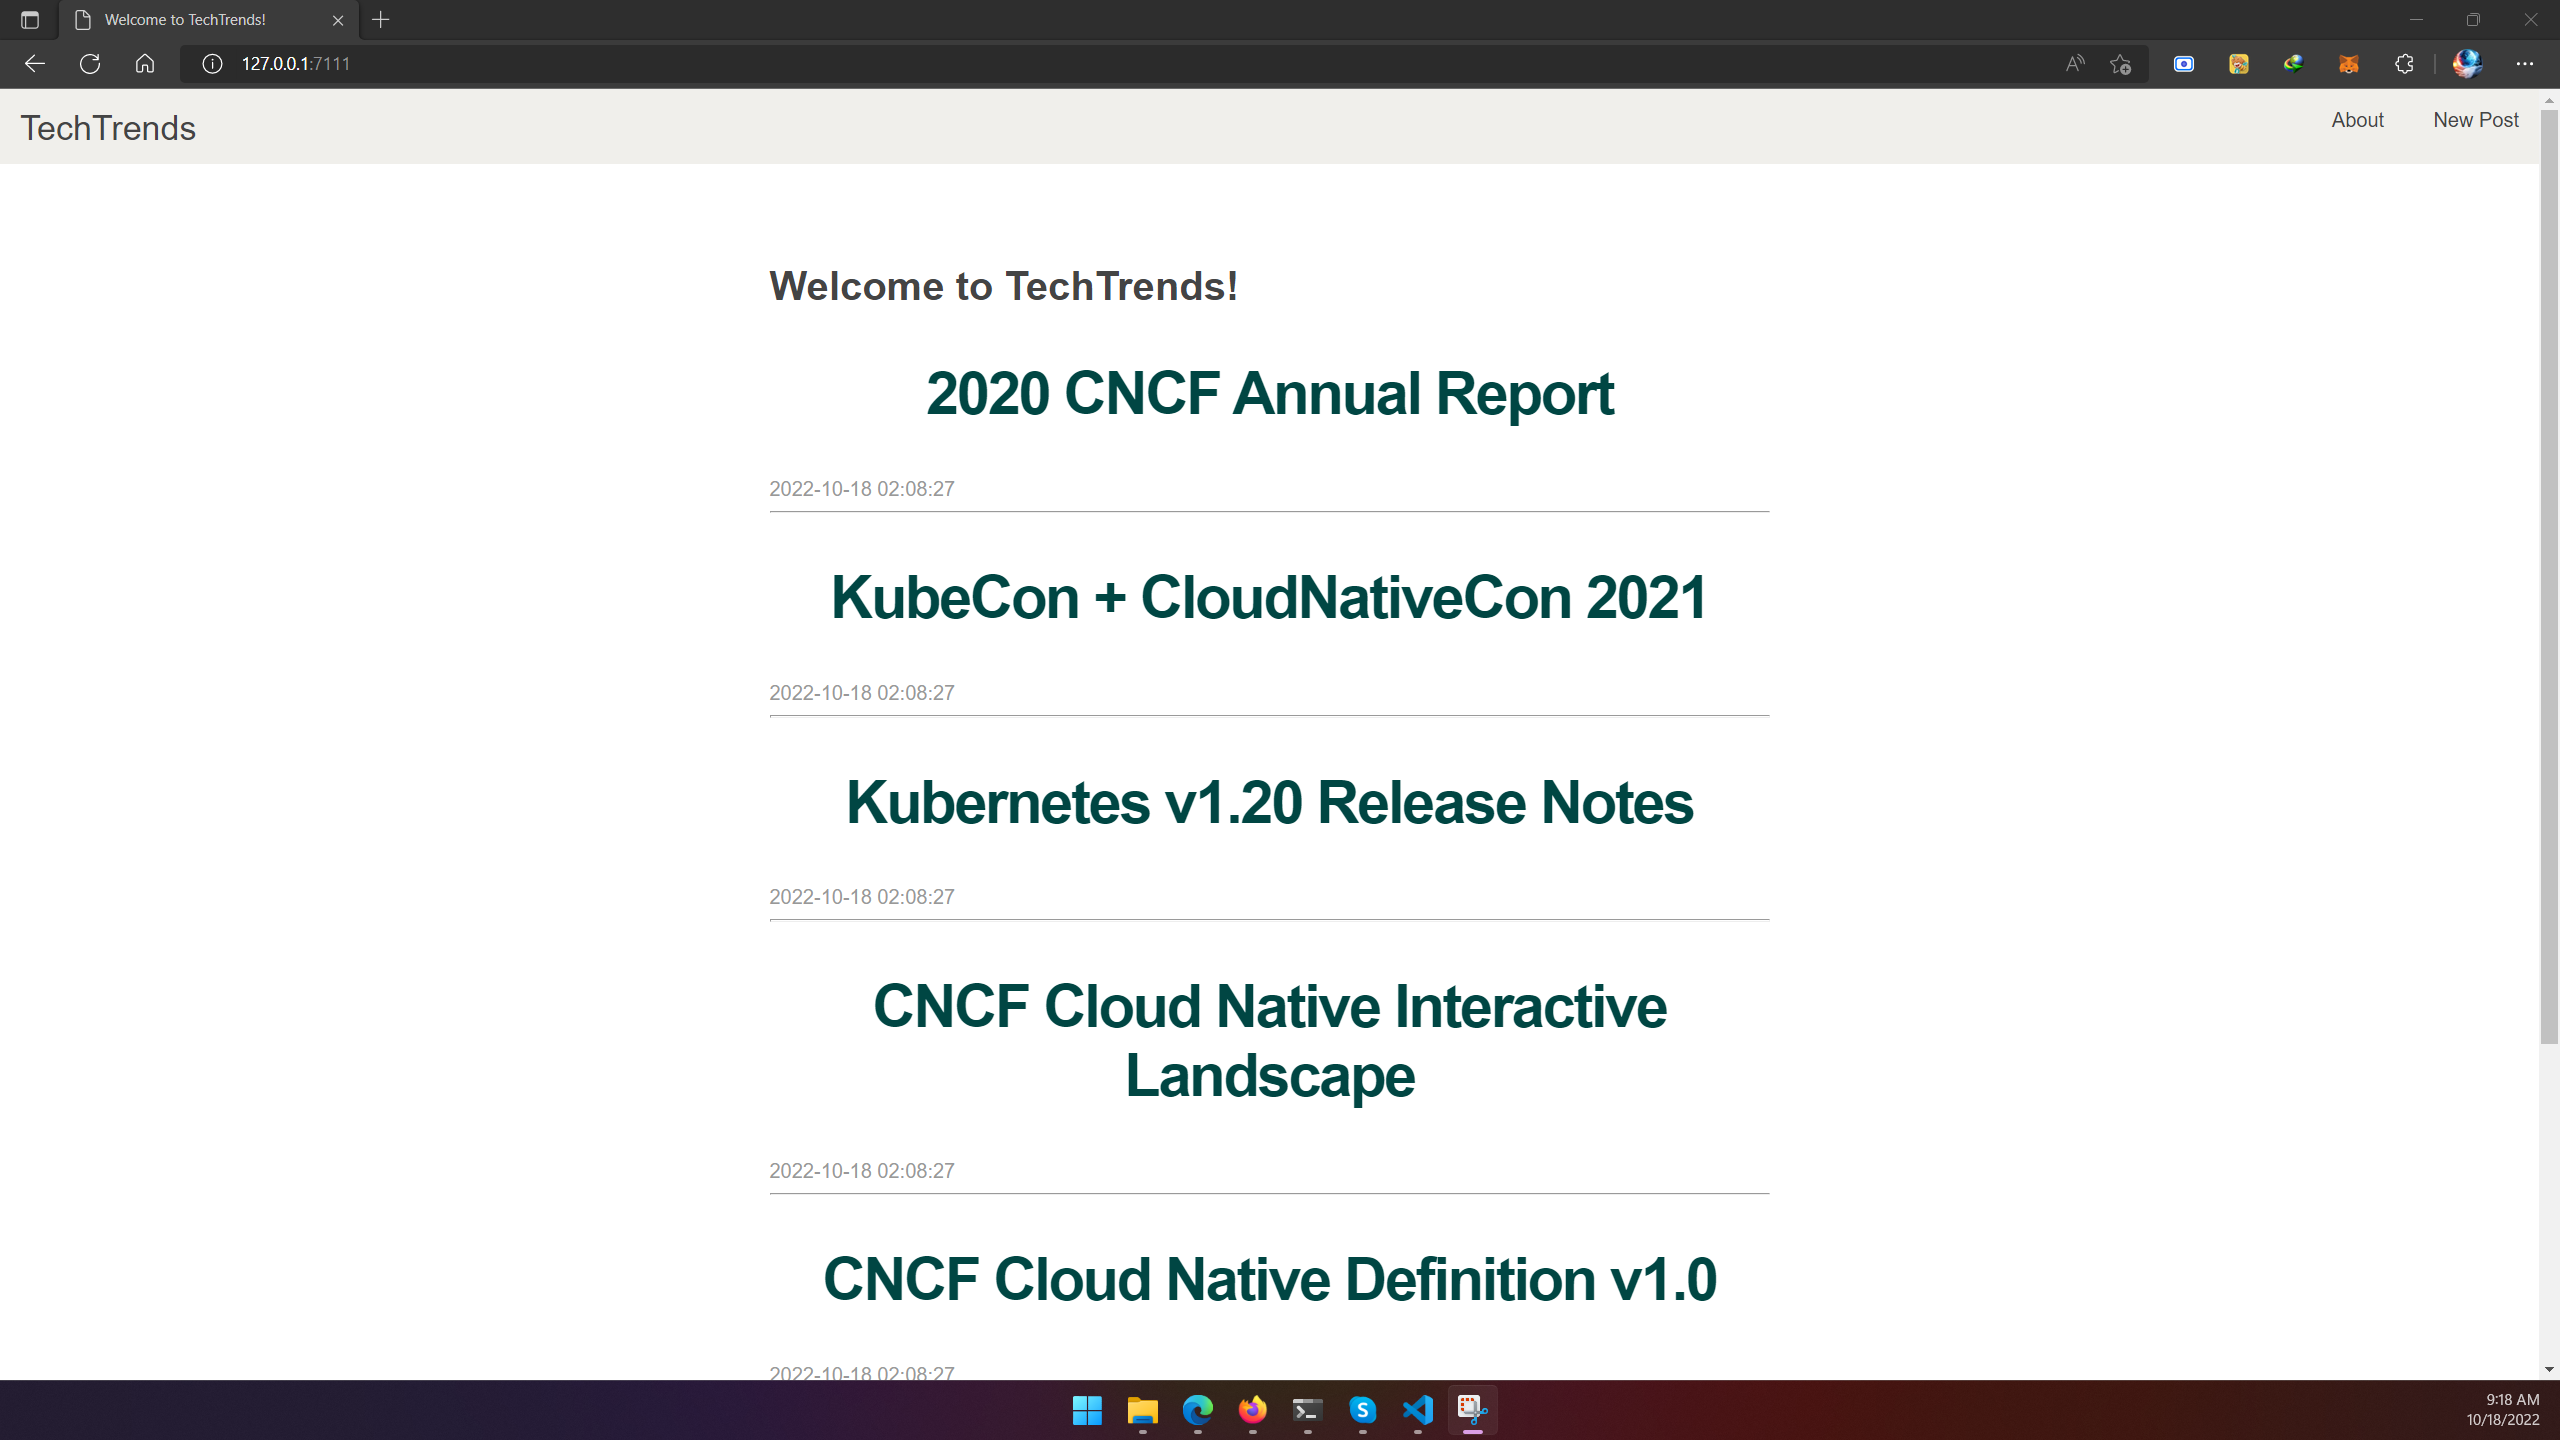 Welcome to TechTrends!
127.0.0.1:7111
TechTrends
About
New Post
Welcome to TechTrends!
2020 CNCF Annual Report
2022-10-18 02:08:27
KubeCon + CloudNativeCon 2021
2022-10-18 02:08:27
Kubernetes v1.20 Release Notes
2022-10-18 02:08:27
CNCF Cloud Native Interactive
Landscape
2022-10-18 02:08:27
CNCF Cloud Native Definition v1.0
2022-10-18 02:08:27
9:18 AM
10/18/2022